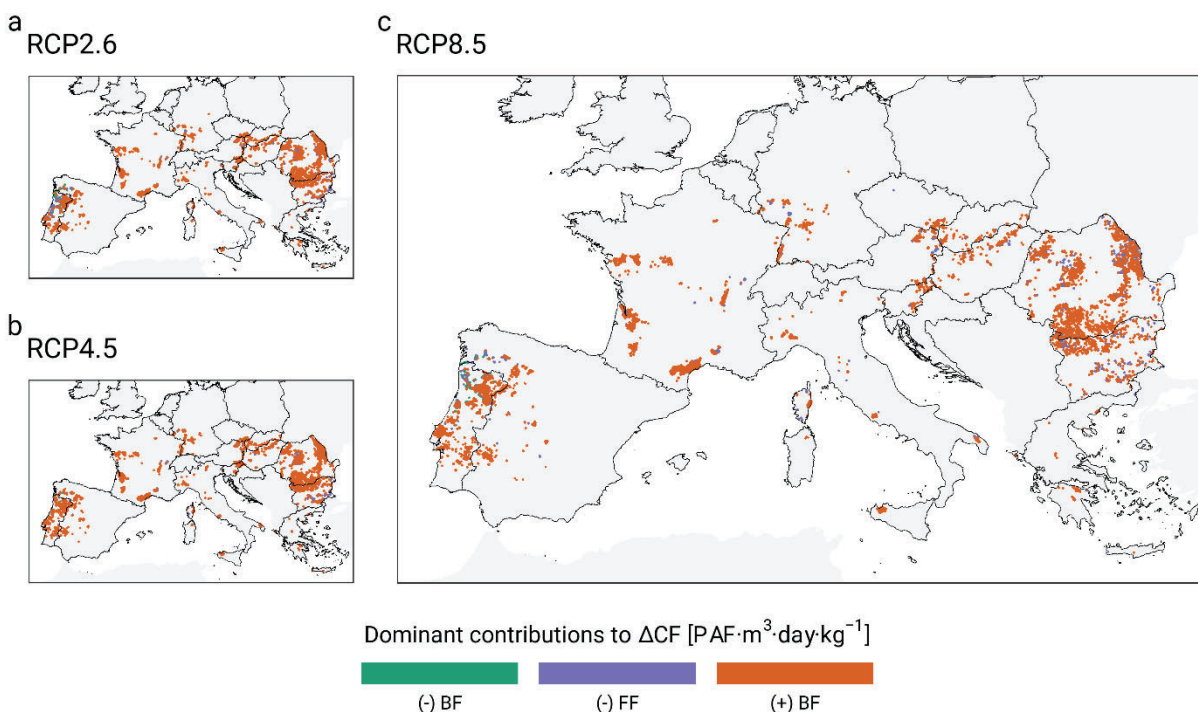 a
RCP2.6
b
RCP4.5
c
RCP8.5
Dominant contributions to ΔCF [PAF·m³·day·kg⁻¹]
(-) BF
(-) FF
(+) BF